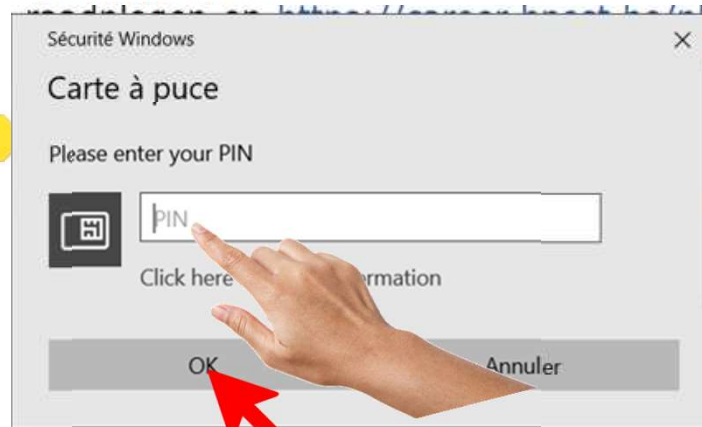 Sécurité Windows
Carte à puce
Please enter your PIN
PIN
Click here
OK
Annuler